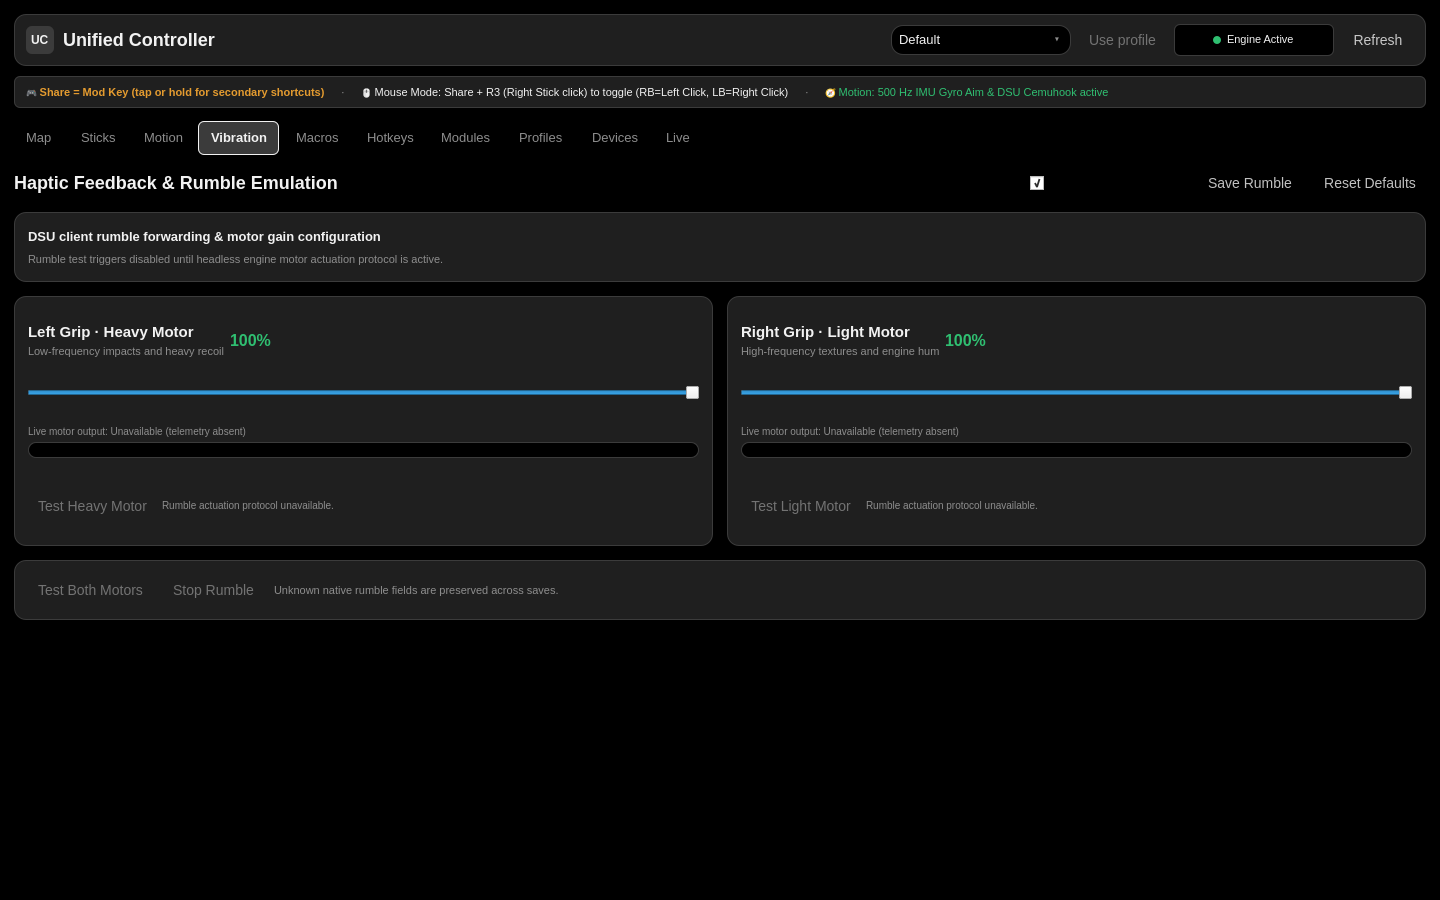 UC Unified Controller Default Use profile Engine Active Refresh
Share = Mod Key (tap or hold for secondary shortcuts) · Mouse Mode: Share + R3 (Right Stick click) to toggle (RB=Left Click, LB=Right Click) · Motion: 500 Hz IMU Gyro Aim & DSU Cemuhook active
Map Sticks Motion Vibration Macros Hotkeys Modules Profiles Devices Live
Haptic Feedback & Rumble Emulation Save Rumble Reset Defaults
DSU client rumble forwarding & motor gain configuration
Rumble test triggers disabled until headless engine motor actuation protocol is active.
Left Grip · Heavy Motor
Low-frequency impacts and heavy recoil
100%
Live motor output: Unavailable (telemetry absent)
Test Heavy Motor Rumble actuation protocol unavailable.
Right Grip · Light Motor
High-frequency textures and engine hum
100%
Live motor output: Unavailable (telemetry absent)
Test Light Motor Rumble actuation protocol unavailable.
Test Both Motors Stop Rumble Unknown native rumble fields are preserved across saves.